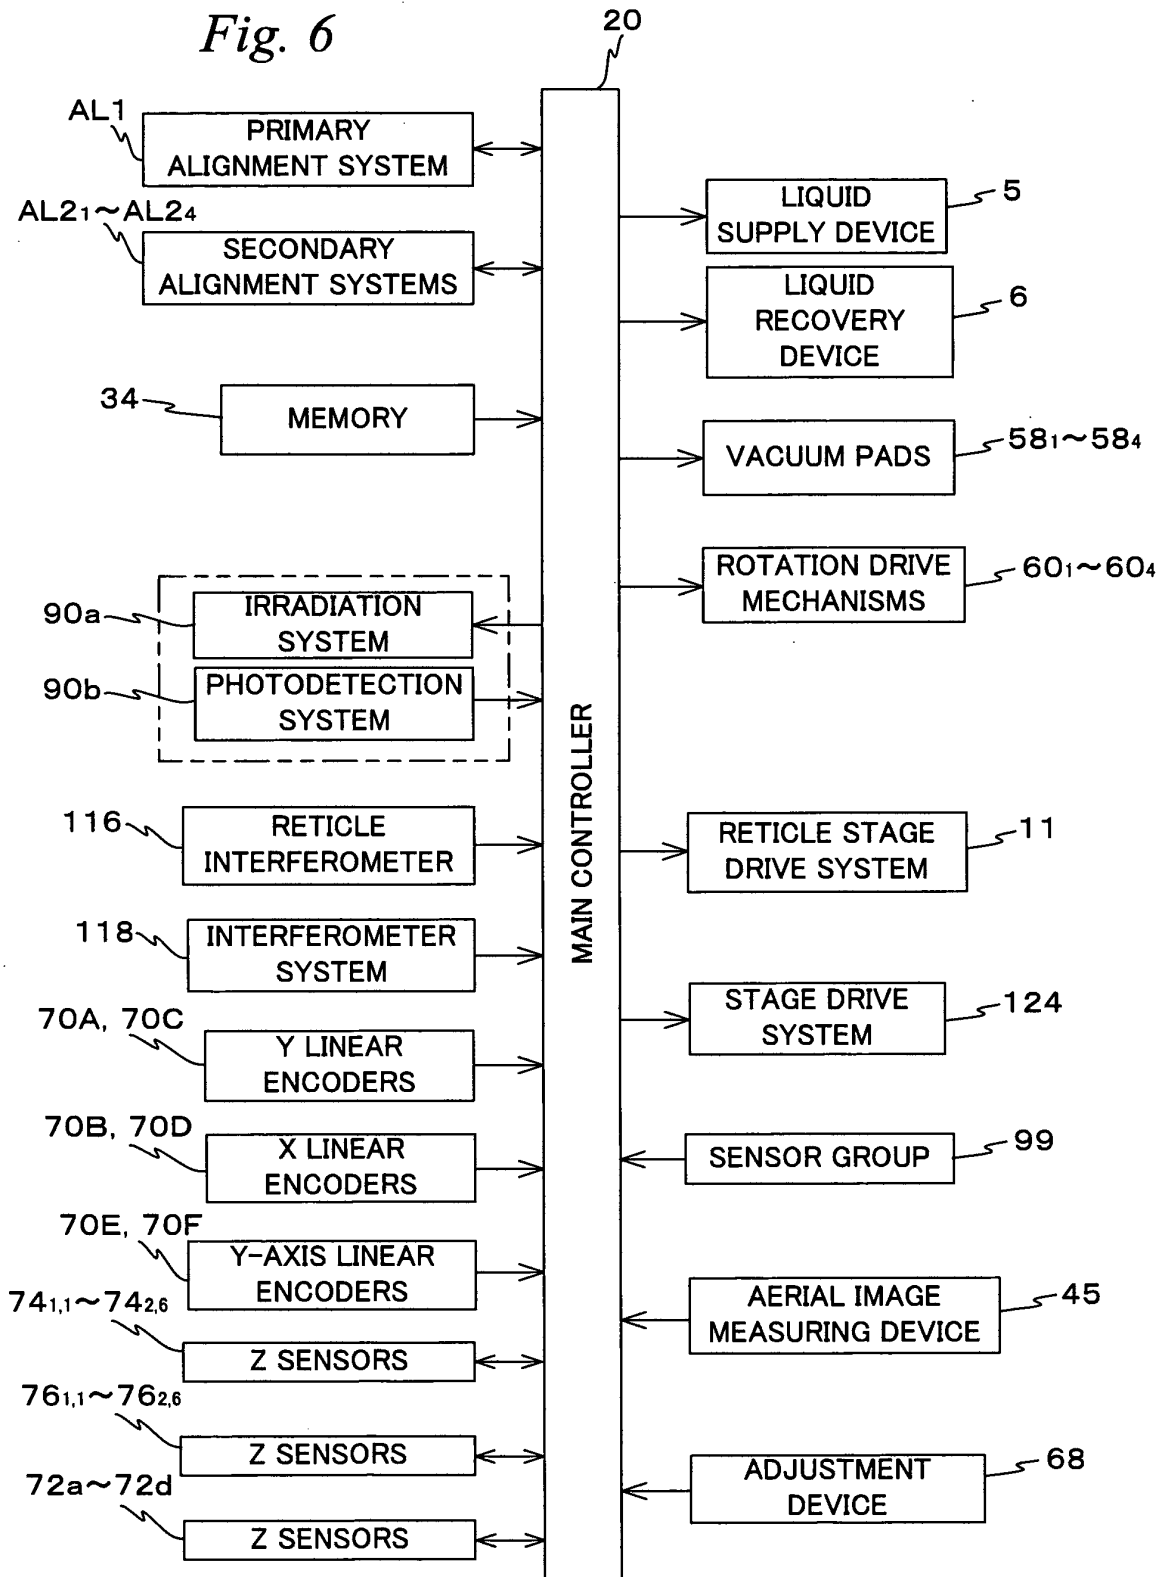 Fig. 6
20
AL1
PRIMARY
ALIGNMENT SYSTEM
AL2₁~AL2₄
SECONDARY
ALIGNMENT SYSTEMS
34
MEMORY
90a
IRRADIATION
SYSTEM
90b
PHOTODETECTION
SYSTEM
116
RETICLE
INTERFEROMETER
118
INTERFEROMETER
SYSTEM
70A, 70C
Y LINEAR
ENCODERS
70B, 70D
X LINEAR
ENCODERS
70E, 70F
Y-AXIS LINEAR
ENCODERS
74₁,₁~74₂,₆
Z SENSORS
76₁,₁~76₂,₆
Z SENSORS
72a~72d
Z SENSORS
MAIN CONTROLLER
LIQUID
SUPPLY DEVICE
5
LIQUID
RECOVERY
DEVICE
6
VACUUM PADS
58₁~58₄
ROTATION DRIVE
MECHANISMS
60₁~60₄
RETICLE STAGE
DRIVE SYSTEM
11
STAGE DRIVE
SYSTEM
124
SENSOR GROUP
99
AERIAL IMAGE
MEASURING DEVICE
45
ADJUSTMENT
DEVICE
68